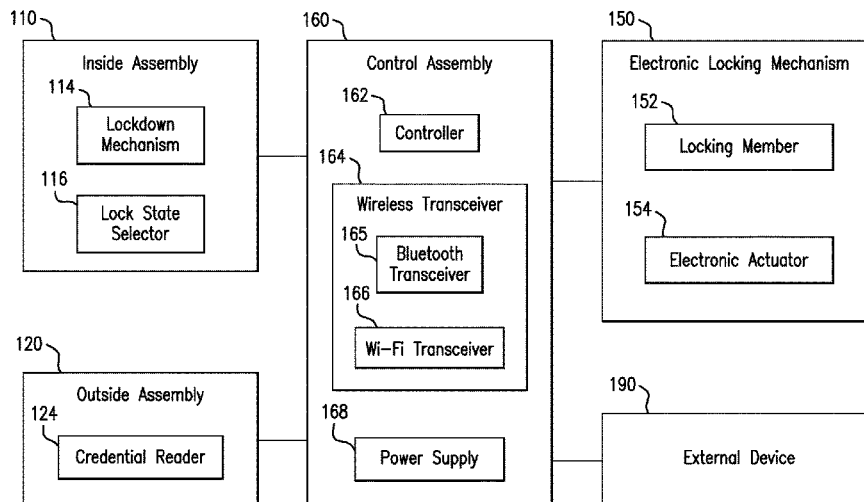 110
Inside Assembly
114
Lockdown
Mechanism
116
Lock State
Selector
120
Outside Assembly
124
Credential Reader
160
Control Assembly
162
Controller
164
Wireless Transceiver
165
Bluetooth
Transceiver
166
Wi-Fi Transceiver
168
Power Supply
150
Electronic Locking Mechanism
152
Locking Member
154
Electronic Actuator
190
External Device